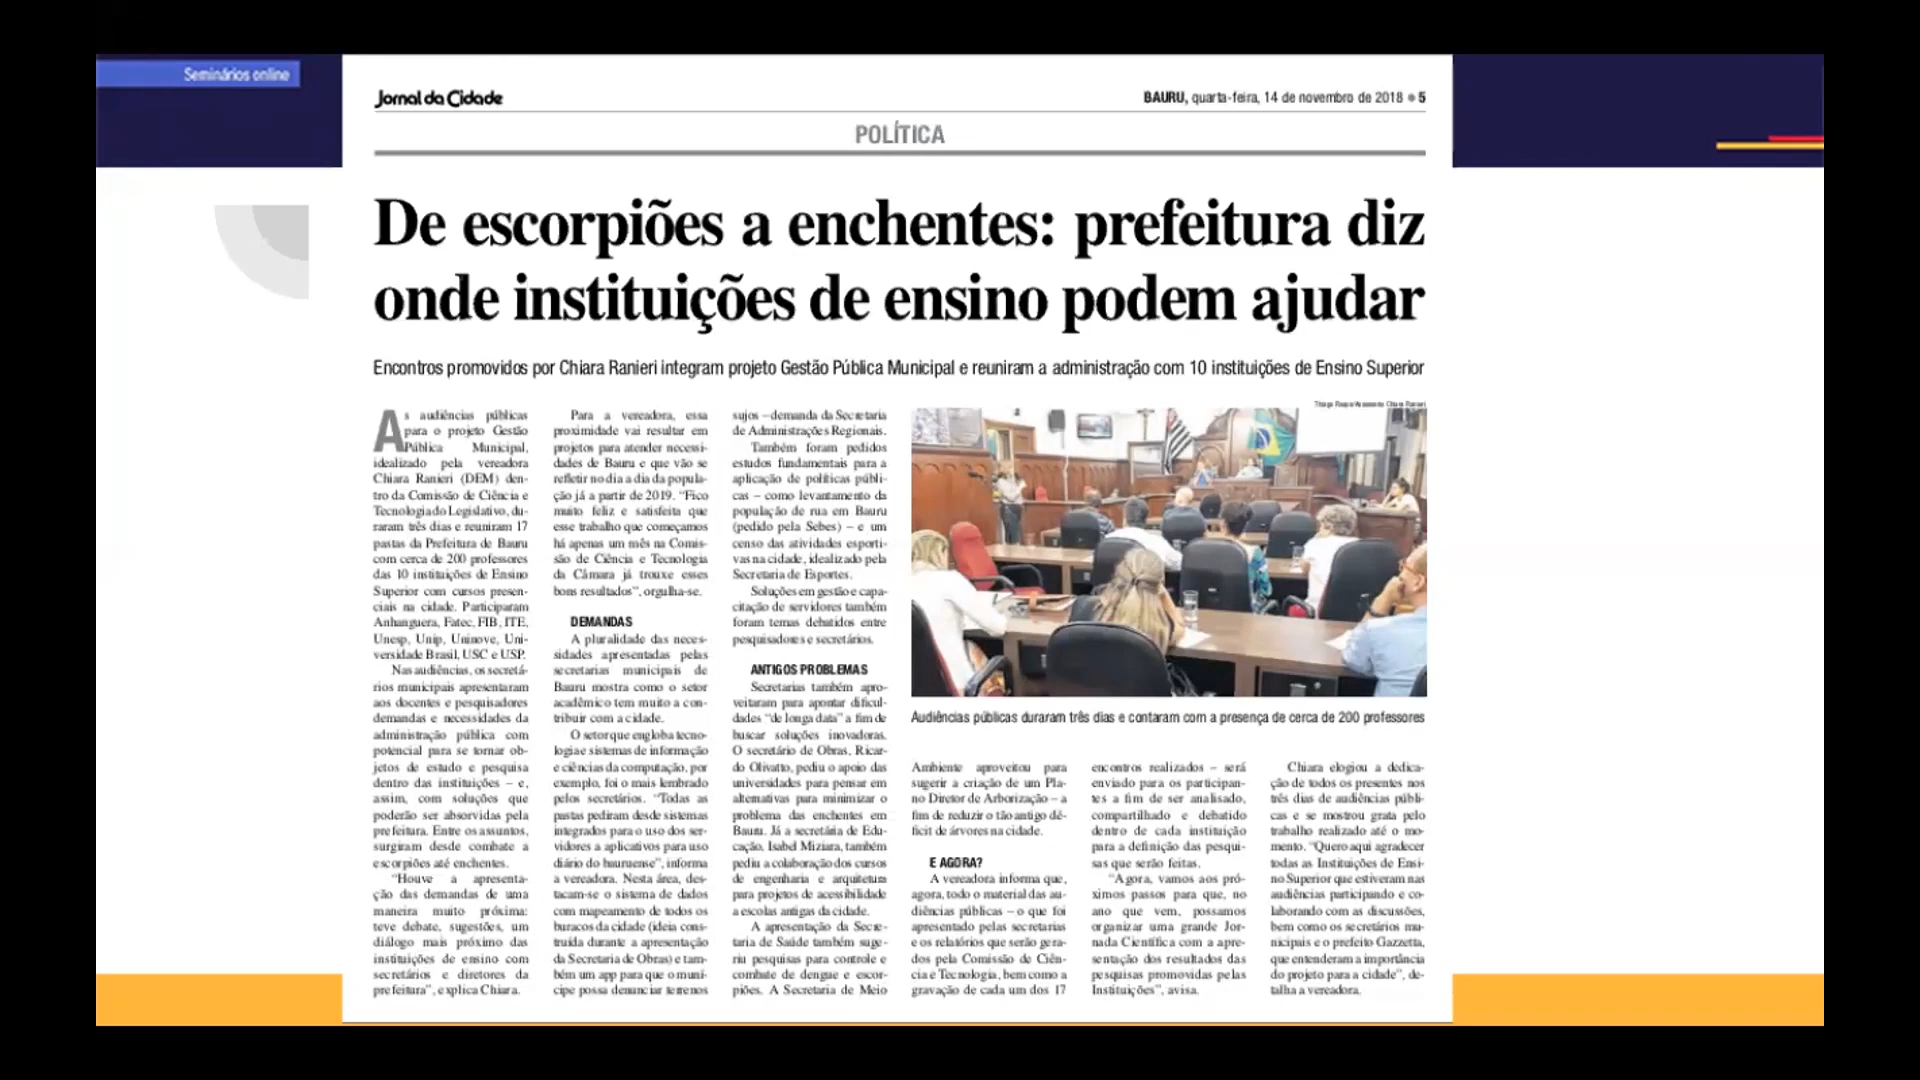 Seminários online
Jornal da Cidade
BAURU, quarta-feira, 14 de novembro de 2018 • 5
POLÍTICA
De escorpiões a enchentes: prefeitura diz
onde instituições de ensino podem ajudar
Encontros promovidos por Chiara Ranieri integram projeto Gestão Pública Municipal e reuniram a administração com 10 instituições de Ensino Superior
As audiências públicas
para o projeto Gestão
Pública Municipal,
idealizado pela vereadora
Chiara Ranieri (DEM) den-
tro da Comissão de Ciência e
Tecnologia do Legislativo, du-
raram três dias e reuniram 17
pastas da Prefeitura de Bauru
com cerca de 200 professores
das 10 instituições de Ensino
Superior com cursos presen-
ciais na cidade. Participaram
Anhanguera, Fatec, FIB, ITE,
Unesp, Unip, Uninove, Uni-
versidade Brasil, USC e USP.
Nas audiências, os secretá-
rios municipais apresentaram
aos docentes e pesquisadores
demandas e necessidades da
administração pública com
potencial para se tornar ob-
jetos de estudo e pesquisa
dentro das instituições – e,
assim, com soluções que
poderão ser absorvidas pela
prefeitura. Entre os assuntos,
surgiram desde combate a
escorpiões até enchentes.
"Houve a apresenta-
ção das demandas de uma
maneira muito próxima:
teve debate, sugestões, um
diálogo mais próximo das
instituições de ensino com
secretários e diretores da
prefeitura", explica Chiara.
Para a vereadora, essa
proximidade vai resultar em
projetos para atender necessi-
dades de Bauru e que vão se
refletir no dia a dia da popula-
ção já a partir de 2019. "Fico
muito feliz e satisfeita que
esse trabalho que começamos
há apenas um mês na Comis-
são de Ciência e Tecnologia
da Câmara já trouxe esses
bons resultados", orgulha-se.
DEMANDAS
A pluralidade das neces-
sidades apresentadas pelas
secretarias municipais de
Bauru mostra como o setor
acadêmico tem muito a con-
tribuir com a cidade.
O setor que engloba tecno-
logia e sistemas de informação
e ciências da computação, por
exemplo, foi o mais lembrado
pelos secretários. "Todas as
pastas pediram desde sistemas
integrados para o uso dos ser-
vidores a aplicativos para uso
diário do bauruense", informa
a vereadora. Nesta área, des-
tacam-se o sistema de dados
com mapeamento de todos os
buracos da cidade (ideia cons-
truída durante a apresentação
da Secretaria de Obras) e tam-
bém um app para que o muni-
cípe possa denunciar terrenos
sujos – demanda da Secretaria
de Administrações Regionais.
Também foram pedidos
estudos fundamentais para a
aplicação de políticas públi-
cas – como levantamento da
população de rua em Bauru
(pedido pela Sebes) – e um
censo das atividades esporti-
vas na cidade, idealizado pela
Secretaria de Esportes.
Soluções em gestão e capa-
citação de servidores também
foram temas debatidos entre
pesquisadores e secretários.
ANTIGOS PROBLEMAS
Secretarias também apro-
veitaram para apontar dificul-
dades "de longa data" a fim de
buscar soluções inovadoras.
O secretário de Obras, Ricar-
do Olivatto, pediu o apoio das
universidades para pensar em
alternativas para minimizar o
problema das enchentes em
Bauru. Já a secretária de Edu-
cação, Isabel Miziara, também
pediu a colaboração dos cursos
de engenharia e arquitetura
para projetos de acessibilidade
a escolas antigas da cidade.
A apresentação da Secre-
taria de Saúde também suge-
riu pesquisas para controle e
combate de dengue e escor-
piões. A Secretaria de Meio
Audiências públicas duraram três dias e contaram com a presença de cerca de 200 professores
Ambiente aproveitou para
sugerir a criação de um Pla-
no Diretor de Arborização – a
fim de reduzir o tão antigo dé-
ficit de árvores na cidade.
E AGORA?
A vereadora informa que,
agora, todo o material das au-
diências públicas – o que foi
apresentado pelas secretarias
e os relatórios que serão gera-
dos pela Comissão de Ciên-
cia e Tecnologia, bem como a
gravação de cada um dos 17
encontros realizados – será
enviado para os participan-
tes a fim de ser analisado,
compartilhado e debatido
dentro de cada instituição
para a definição das pesqui-
sas que serão feitas.
"Agora, vamos aos pró-
ximos passos para que, no
ano que vem, possamos
organizar uma grande Jor-
nada Científica com a apre-
sentação dos resultados das
pesquisas promovidas pelas
Instituições", avisa.
Chiara elogiou a dedica-
ção de todos os presentes nos
três dias de audiências públi-
cas e se mostrou grata pelo
trabalho realizado até o mo-
mento. "Quero aqui agradecer
todas as Instituições de Ensi-
no Superior que estiveram nas
audiências participando e co-
laborando com as discussões,
bem como os secretários mu-
nicipais e o prefeito Gazzetta,
que entenderam a importância
do projeto para a cidade", de-
talha a vereadora.